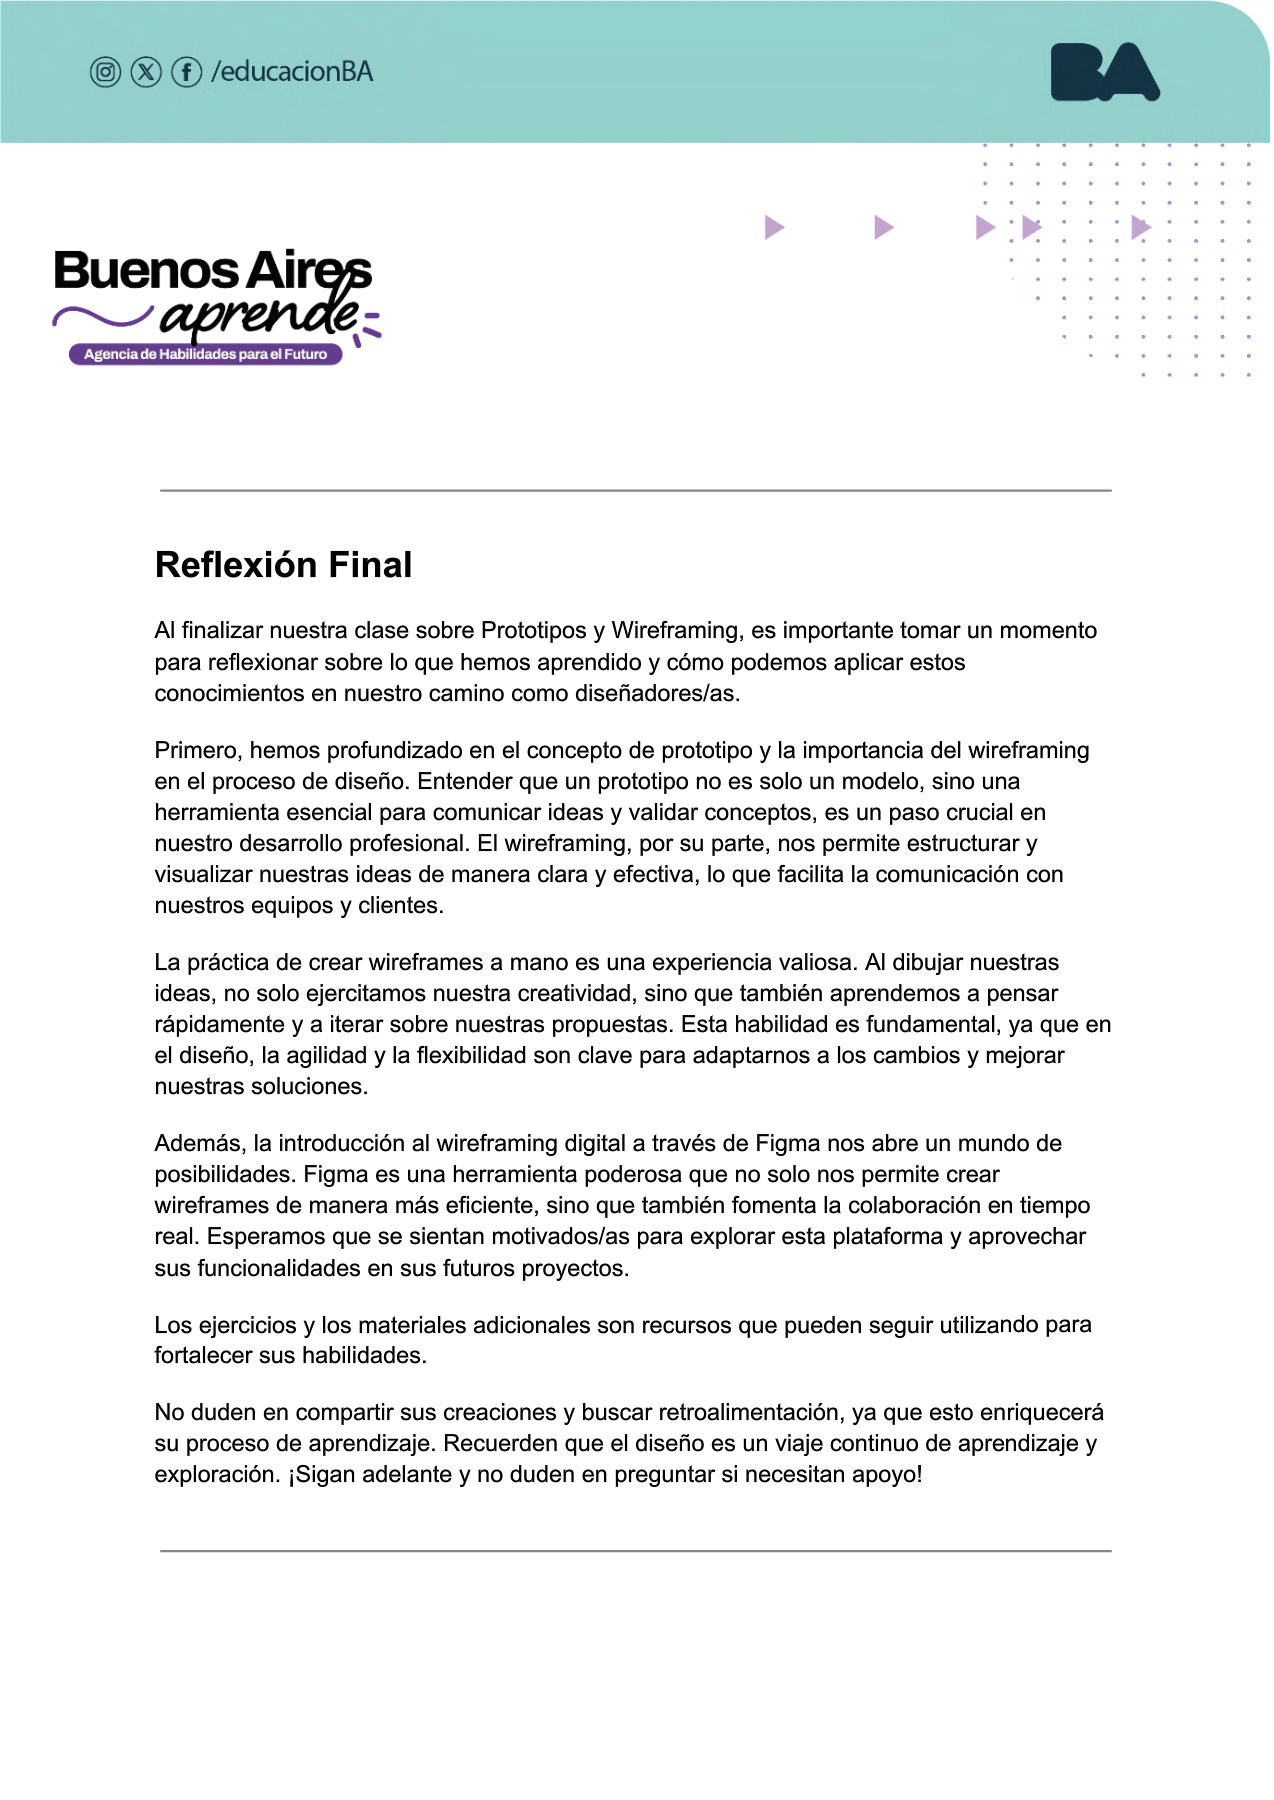 /educacionBA
BA
Buenos Aires
aprende
Agencia de Habilidades para el Futuro
Reflexión Final
Al finalizar nuestra clase sobre Prototipos y Wireframing, es importante tomar un momento
para reflexionar sobre lo que hemos aprendido y cómo podemos aplicar estos
conocimientos en nuestro camino como diseñadores/as.
Primero, hemos profundizado en el concepto de prototipo y la importancia del wireframing
en el proceso de diseño. Entender que un prototipo no es solo un modelo, sino una
herramienta esencial para comunicar ideas y validar conceptos, es un paso crucial en
nuestro desarrollo profesional. El wireframing, por su parte, nos permite estructurar y
visualizar nuestras ideas de manera clara y efectiva, lo que facilita la comunicación con
nuestros equipos y clientes.
La práctica de crear wireframes a mano es una experiencia valiosa. Al dibujar nuestras
ideas, no solo ejercitamos nuestra creatividad, sino que también aprendemos a pensar
rápidamente y a iterar sobre nuestras propuestas. Esta habilidad es fundamental, ya que en
el diseño, la agilidad y la flexibilidad son clave para adaptarnos a los cambios y mejorar
nuestras soluciones.
Además, la introducción al wireframing digital a través de Figma nos abre un mundo de
posibilidades. Figma es una herramienta poderosa que no solo nos permite crear
wireframes de manera más eficiente, sino que también fomenta la colaboración en tiempo
real. Esperamos que se sientan motivados/as para explorar esta plataforma y aprovechar
sus funcionalidades en sus futuros proyectos.
Los ejercicios y los materiales adicionales son recursos que pueden seguir utilizando para
fortalecer sus habilidades.
No duden en compartir sus creaciones y buscar retroalimentación, ya que esto enriquecerá
su proceso de aprendizaje. Recuerden que el diseño es un viaje continuo de aprendizaje y
exploración. ¡Sigan adelante y no duden en preguntar si necesitan apoyo!